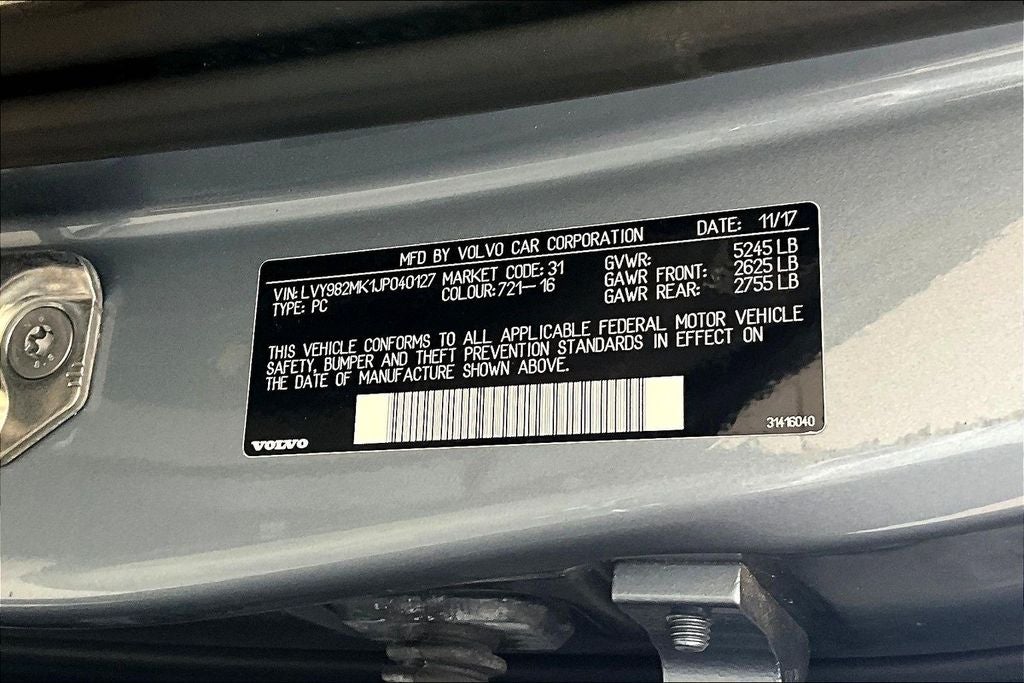 MFD BY VOLVO CAR CORPORATION DATE: 11/17
VIN: LVY982MK1JP040127 MARKET CODE: 31 GVWR: 5245 LB
TYPE: PC COLOUR: 721-16 GAWR FRONT: 2625 LB
GAWR REAR: 2755 LB
THIS VEHICLE CONFORMS TO ALL APPLICABLE FEDERAL MOTOR VEHICLE
SAFETY, BUMPER AND THEFT PREVENTION STANDARDS IN EFFECT ON
THE DATE OF MANUFACTURE SHOWN ABOVE.
VOLVO 31416040